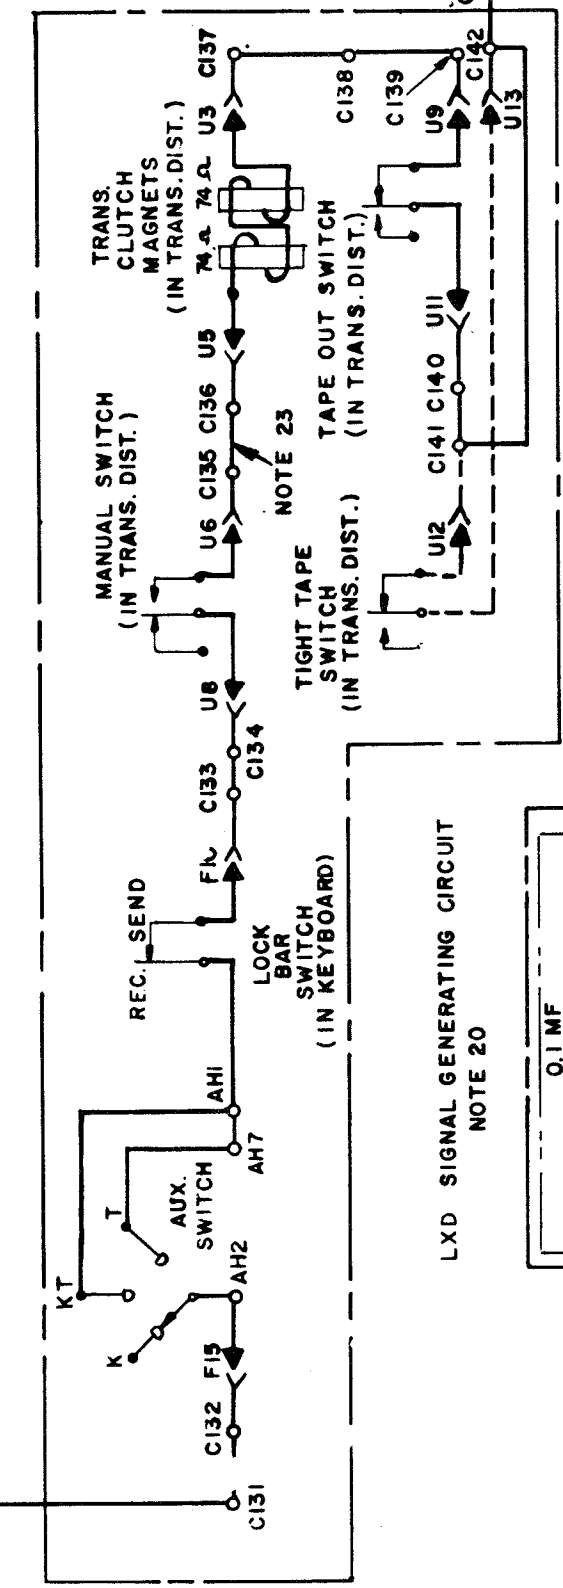 C131
C132
F15
AH2
K
KT
T
AUX.
SWITCH
AH7
AH1
REC. SEND
LOCK
BAR
SWITCH
(IN KEYBOARD)
C133
C134
U8
MANUAL SWITCH
(IN TRANS. DIST.)
U6
C135
C136
NOTE 23
U5
TRANS.
CLUTCH
MAGNETS
(IN TRANS. DIST.)
74 Ω
74 Ω
U3
C137
C138
C139
C142
U9
U13
TAPE OUT SWITCH
(IN TRANS. DIST.)
U11
C140
C141
U12
TIGHT TAPE
SWITCH
(IN TRANS. DIST.)
LXD SIGNAL GENERATING CIRCUIT
NOTE 20
0.1 MF